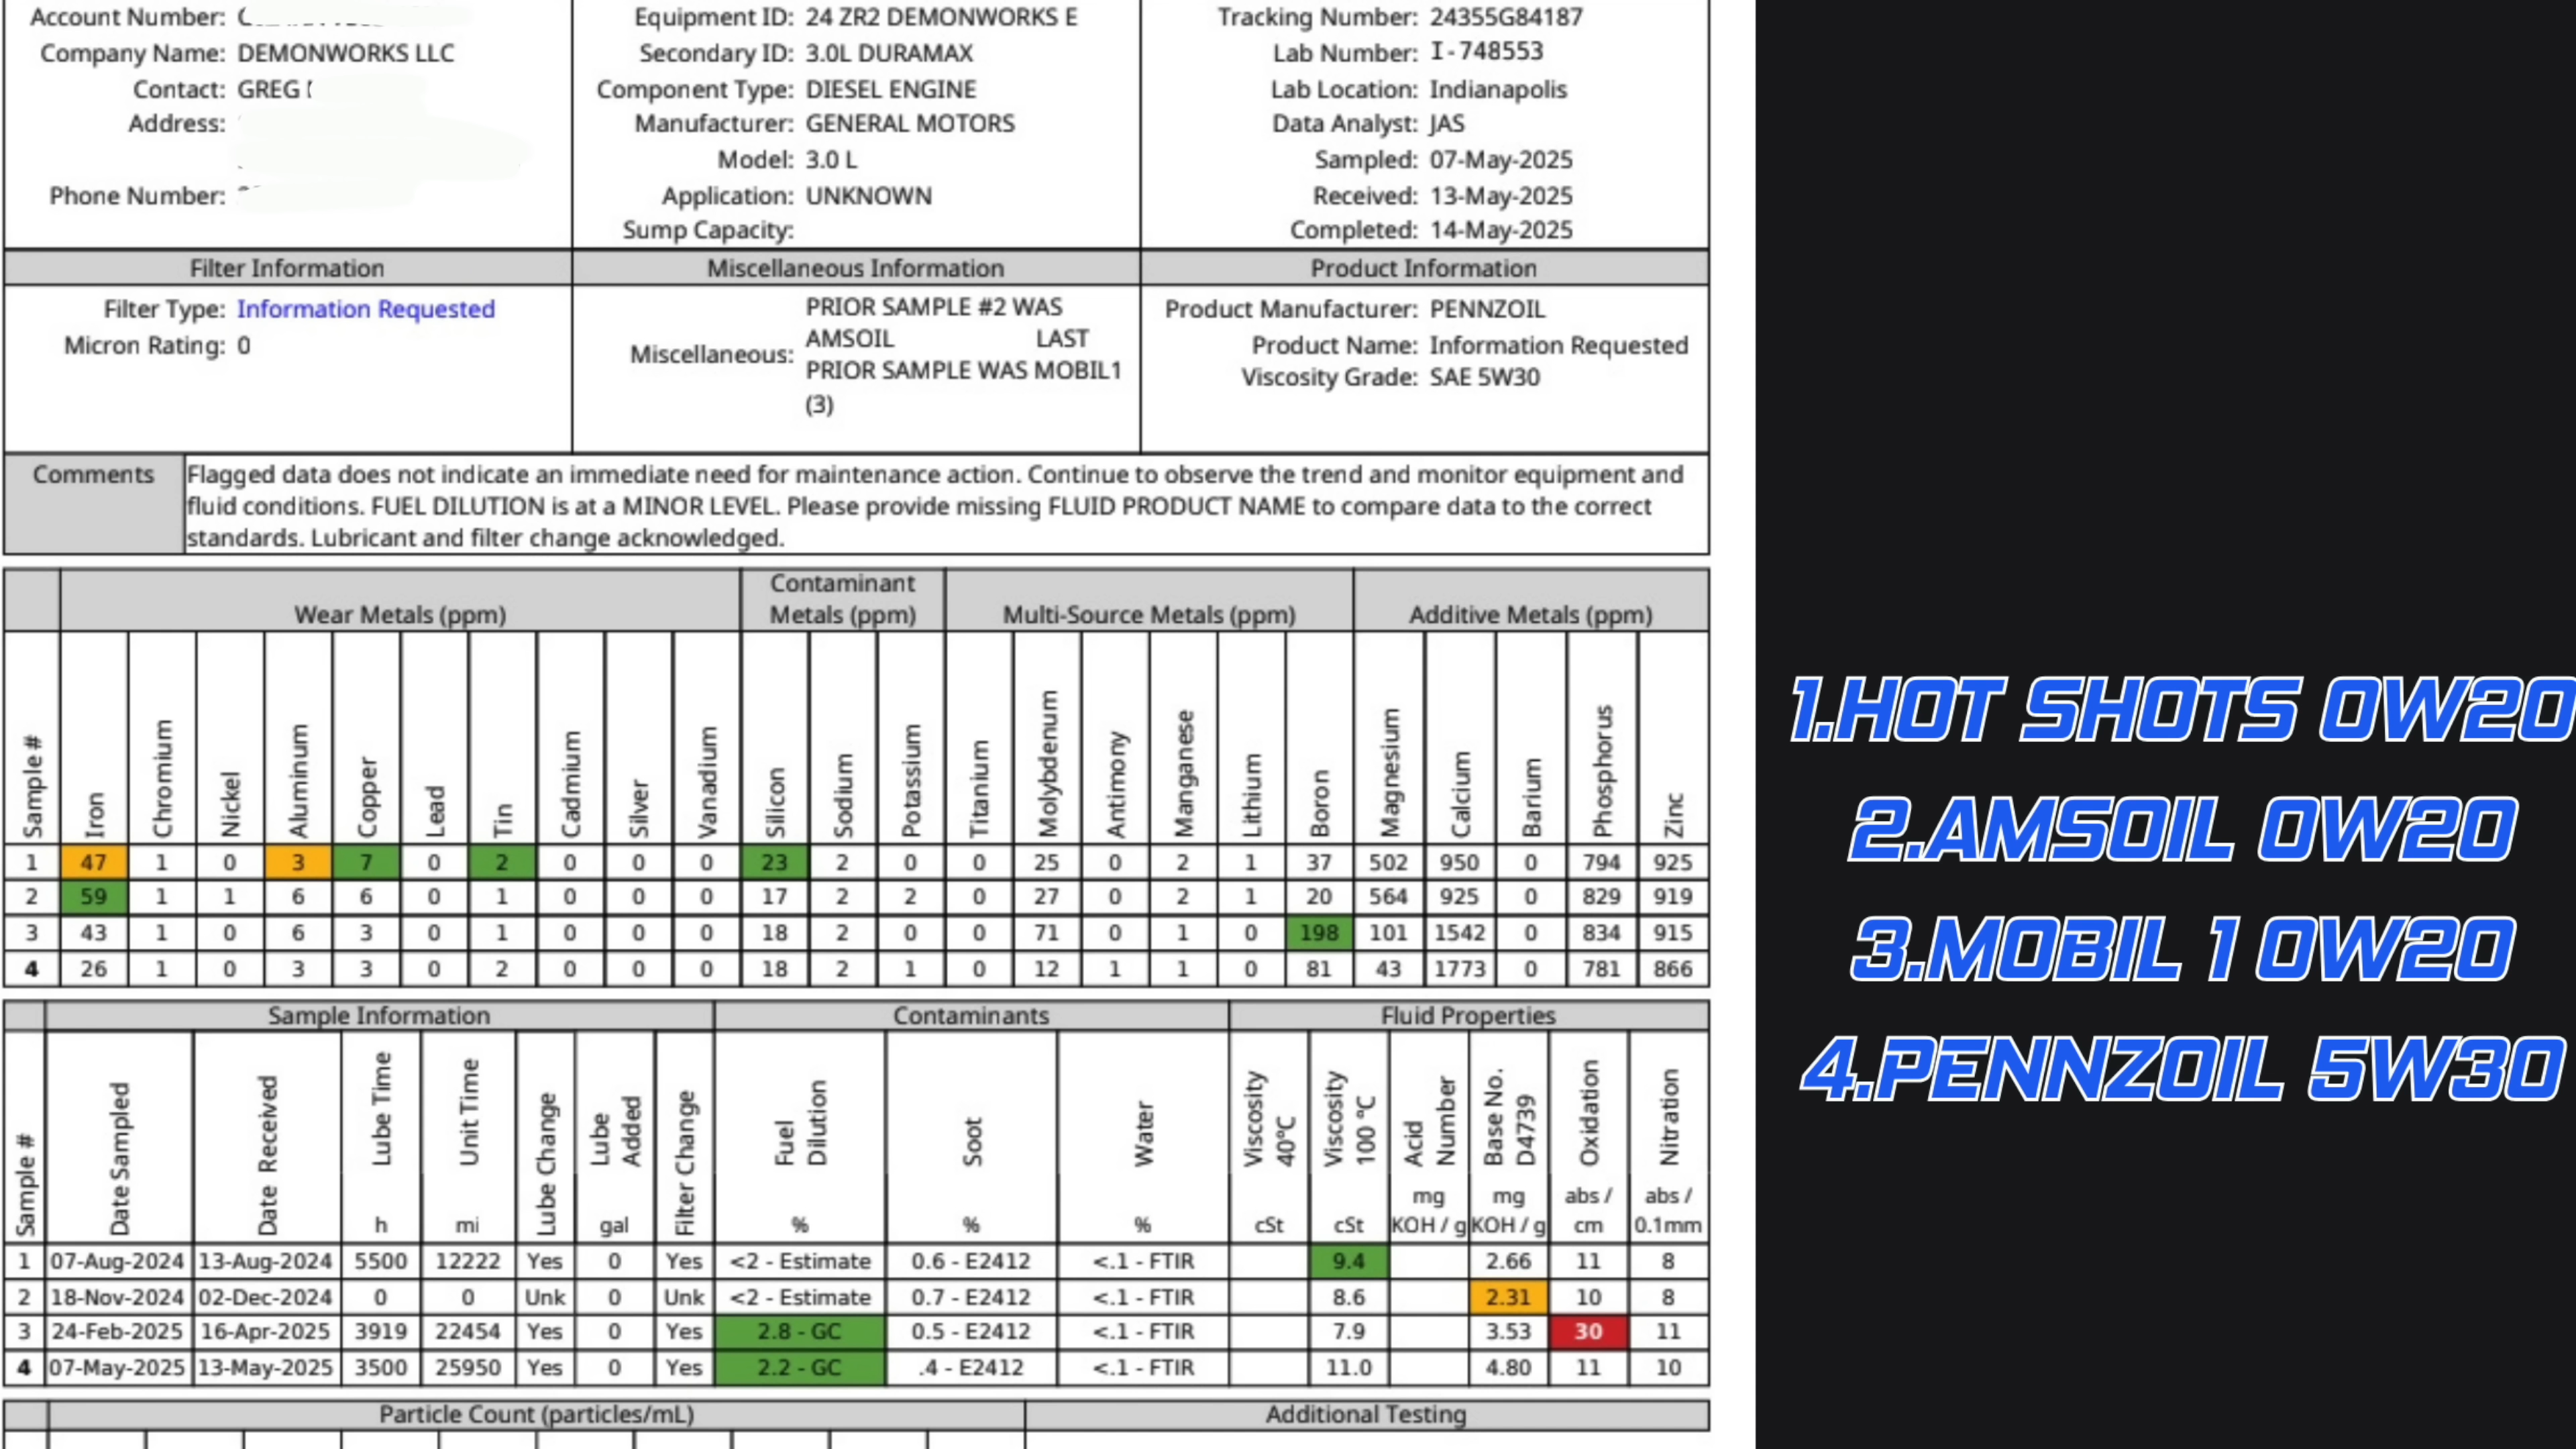 Account Number:
Company Name: DEMONWORKS LLC
Contact: GREG
Address:
Phone Number:
Equipment ID: 24 ZR2 DEMONWORKS E
Secondary ID: 3.0L DURAMAX
Component Type: DIESEL ENGINE
Manufacturer: GENERAL MOTORS
Model: 3.0 L
Application: UNKNOWN
Sump Capacity:
Tracking Number: 24355G84187
Lab Number: I-748553
Lab Location: Indianapolis
Data Analyst: JAS
Sampled: 07-May-2025
Received: 13-May-2025
Completed: 14-May-2025
Filter Information
Filter Type: Information Requested
Micron Rating: 0
Miscellaneous Information
Miscellaneous:
PRIOR SAMPLE #2 WAS
AMSOIL LAST
PRIOR SAMPLE WAS MOBIL1
(3)
Product Information
Product Manufacturer: PENNZOIL
Product Name: Information Requested
Viscosity Grade: SAE 5W30
Comments
Flagged data does not indicate an immediate need for maintenance action. Continue to observe the trend and monitor equipment and
fluid conditions. FUEL DILUTION is at a MINOR LEVEL. Please provide missing FLUID PRODUCT NAME to compare data to the correct
standards. Lubricant and filter change acknowledged.
Wear Metals (ppm) Contaminant Metals (ppm) Multi-Source Metals (ppm) Additive Metals (ppm)
Sample # Iron Chromium Nickel Aluminum Copper Lead Tin Cadmium Silver Vanadium Silicon Sodium Potassium Titanium Molybdenum Antimony Manganese Lithium Boron Magnesium Calcium Barium Phosphorus Zinc
1 47 1 0 3 7 0 2 0 0 0 23 2 0 0 25 0 2 1 37 502 950 0 794 925
2 59 1 1 6 6 0 1 0 0 0 17 2 2 0 27 0 2 1 20 564 925 0 829 919
3 43 1 0 6 3 0 1 0 0 0 18 2 0 0 71 0 1 0 198 101 1542 0 834 915
4 26 1 0 3 3 0 2 0 0 0 18 2 1 0 12 1 1 0 81 43 1773 0 781 866
Sample Information Contaminants Fluid Properties
Sample # Date Sampled Date Received Lube Time Unit Time Lube Change Lube Added Filter Change Fuel Dilution Soot Water Viscosity 40°C Viscosity 100 °C Acid Number Base No. D4739 Oxidation Nitration
h mi gal % % % cSt cSt mg KOH / g mg KOH / g abs / cm abs / 0.1mm
1 07-Aug-2024 13-Aug-2024 5500 12222 Yes 0 Yes <2 - Estimate 0.6 - E2412 <.1 - FTIR 9.4 2.66 11 8
2 18-Nov-2024 02-Dec-2024 0 0 Unk 0 Unk <2 - Estimate 0.7 - E2412 <.1 - FTIR 8.6 2.31 10 8
3 24-Feb-2025 16-Apr-2025 3919 22454 Yes 0 Yes 2.8 - GC 0.5 - E2412 <.1 - FTIR 7.9 3.53 30 11
4 07-May-2025 13-May-2025 3500 25950 Yes 0 Yes 2.2 - GC .4 - E2412 <.1 - FTIR 11.0 4.80 11 10
Particle Count (particles/mL) Additional Testing
1.HOT SHOTS 0W20
2.AMSOIL 0W20
3.MOBIL 1 0W20
4.PENNZOIL 5W30